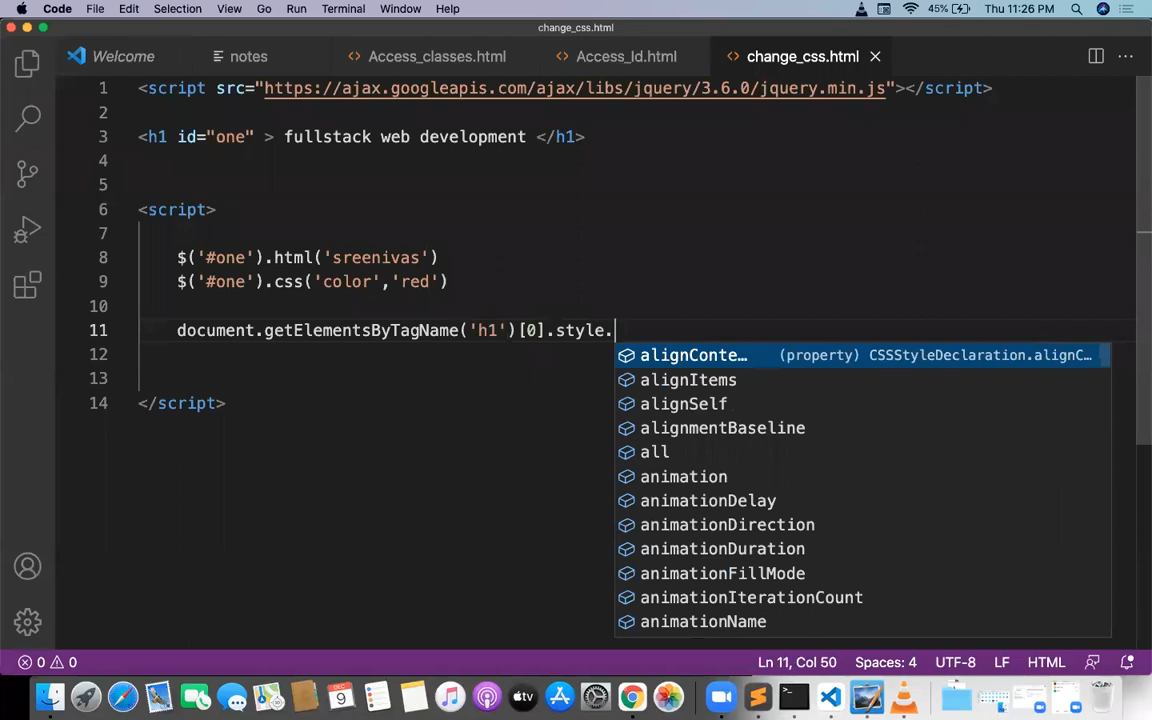 Code File Edit Selection View Go Run Terminal Window Help 45% Thu 11:26 PM
change_css.html
Welcome notes Access_classes.html Access_Id.html change_css.html
1 <script src="https://ajax.googleapis.com/ajax/libs/jquery/3.6.0/jquery.min.js"></script>
2
3 <h1 id="one" > fullstack web development </h1>
4
5
6 <script>
7
8 $('#one').html('sreenivas')
9 $('#one').css('color','red')
10
11 document.getElementsByTagName('h1')[0].style.
12
13
14 </script>
alignConte… (property) CSSStyleDeclaration.alignC…
alignItems
alignSelf
alignmentBaseline
all
animation
animationDelay
animationDirection
animationDuration
animationFillMode
animationIterationCount
animationName
0 0 Ln 11, Col 50 Spaces: 4 UTF-8 LF HTML
9
tv